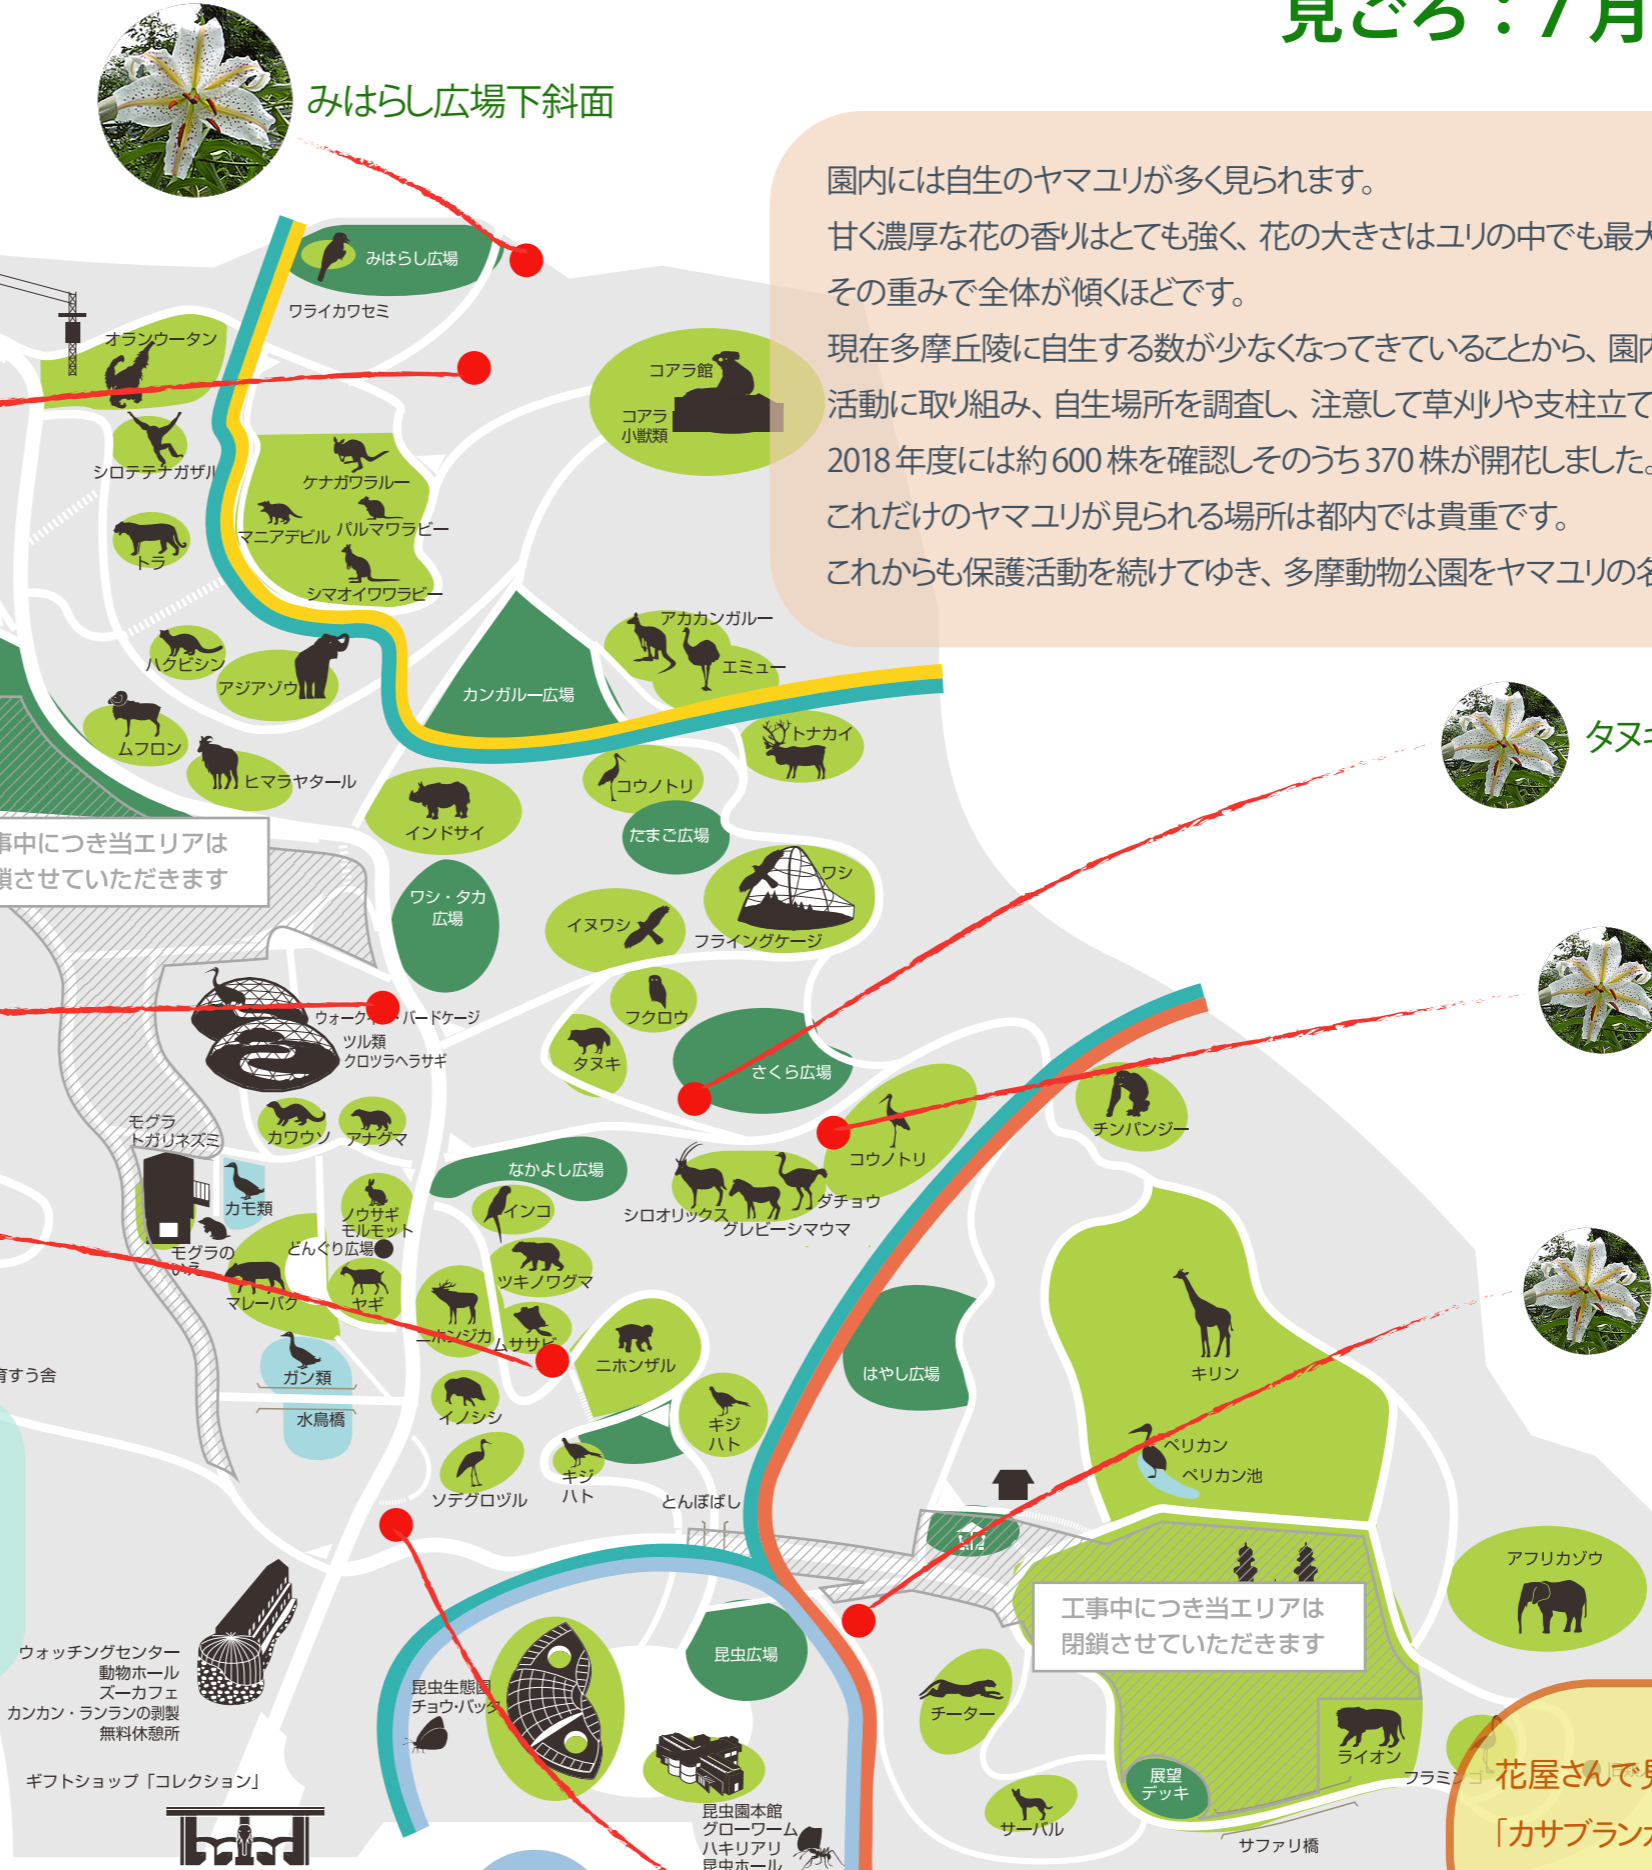 見ごろ：7月
みはらし広場下斜面
園内には自生のヤマユリが多く見られます。
甘く濃厚な花の香りはとても強く、花の大きさはユリの中でも最大
その重みで全体が傾くほどです。
現在多摩丘陵に自生する数が少なくなってきていることから、園内
活動に取り組み、自生場所を調査し、注意して草刈りや支柱立て
2018年度には約600株を確認しそのうち370株が開花しました。
これだけのヤマユリが見られる場所は都内では貴重です。
これからも保護活動を続けてゆき、多摩動物公園をヤマユリの名
みはらし広場
ワライカワセミ
オランウータン
シロテテナガザル
トラ
コアラ館
コアラ
小獣類
ケナガワラルー
マニアデビル
パルマワラビー
シマオイワワラビー
ハクビシン
アジアゾウ
ムフロン
ヒマラヤタール
カンガルー広場
アカカンガルー
エミュー
トナカイ
タヌキ
コウノトリ
たまご広場
インドサイ
事中につき当エリアは
鎖させていただきます
ワシ・タカ
広場
イヌワシ
ワシ
フライングケージ
フクロウ
タヌキ
さくら広場
ウォークイン バードケージ
ツル類
クロツラヘラサギ
モグラ
トガリネズミ
カワウソ
アナグマ
カモ類
モグラの
いえ
ノウサギ
モルモット
どんぐり広場
マレーバク
ヤギ
なかよし広場
インコ
シロオリックス
グレビーシマウマ
ダチョウ
コウノトリ
チンパンジー
ツキノワグマ
ニホンジカ
ムササビ
ニホンザル
ガン類
水鳥橋
育すう舎
イノシシ
ソデグロヅル
キジ
ハト
キジ
ハト
とんぼばし
はやし広場
キリン
ペリカン
ペリカン池
アフリカゾウ
工事中につき当エリアは
閉鎖させていただきます
ウォッチングセンター
動物ホール
ズーカフェ
カンカン・ランランの剥製
無料休憩所
ギフトショップ「コレクション」
昆虫生態園
チョウ・バッタ
昆虫広場
昆虫園本館
グローワーム
ハキリアリ
昆虫ホール
チーター
サーバル
展望
デッキ
ライオン
サファリ橋
フラミンゴ
花屋さんで見
「カサブランカ